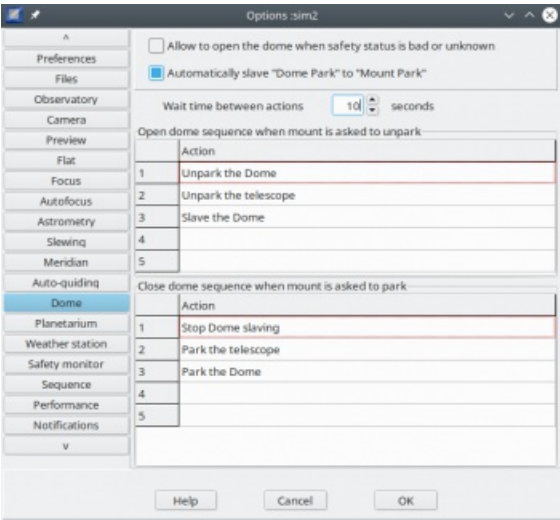 Options :sim2
Preferences
Files
Observatory
Camera
Preview
Flat
Focus
Autofocus
Astrometry
Slewing
Meridian
Auto-guiding
Dome
Planetarium
Weather station
Safety monitor
Sequence
Performance
Notifications
Allow to open the dome when safety status is bad or unknown
Automatically slave "Dome Park" to "Mount Park"
Wait time between actions 10 seconds
Open dome sequence when mount is asked to unpark
Action
1 Unpark the Dome
2 Unpark the telescope
3 Slave the Dome
4
5
Close dome sequence when mount is asked to park
Action
1 Stop Dome slaving
2 Park the telescope
3 Park the Dome
4
5
Help Cancel OK